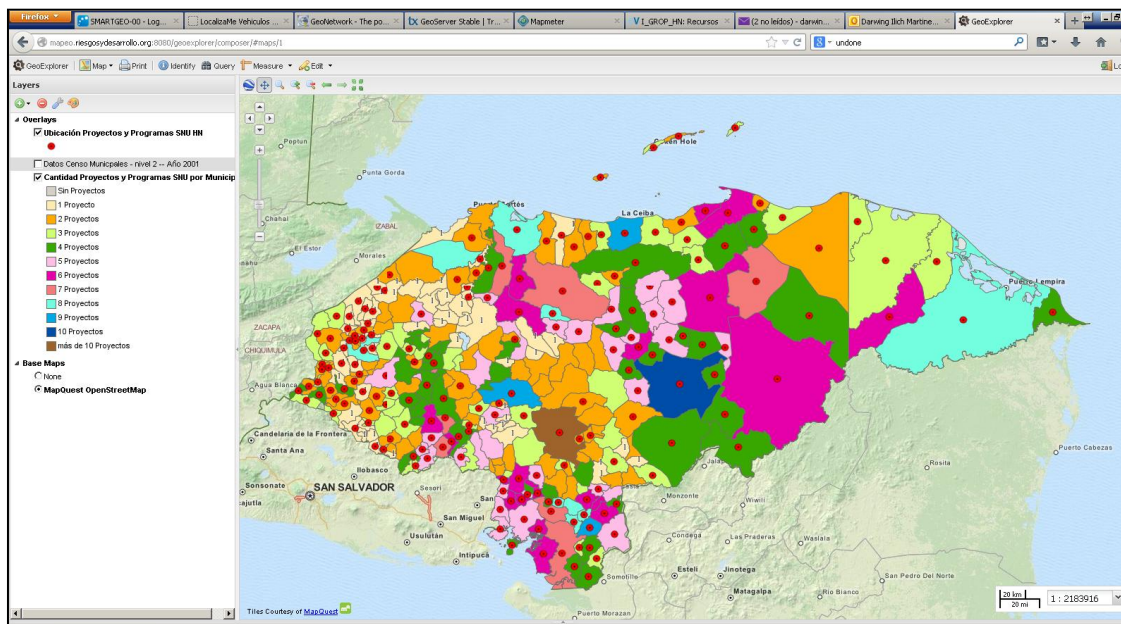 Firefox
SMARTGEO-00 - Log...
LocalizaMe Vehiculos ...
GeoNetwork - The po...
GeoServer Stable | Tr...
Mapmeter
I_GROP_HN: Recursos
(2 no leidos) - darwin...
Darwing Ilich Martine...
GeoExplorer
mapeo.riesgosydesarrollo.org:8080/geoexplorer/composer/#maps/1
undone
GeoExplorer
Map
Print
Identify
Query
Measure
Edit
Lo
Layers
Overlays
Ubicación Proyectos y Programas SNU HN
Datos Censo Municpales - nivel 2 -- Año 2001
Cantidad Proyectos y Programas SNU por Municip
Sin Proyectos
1 Proyecto
2 Proyectos
3 Proyectos
4 Proyectos
5 Proyectos
6 Proyectos
7 Proyectos
8 Proyectos
9 Proyectos
10 Proyectos
más de 10 Proyectos
Base Maps
None
MapQuest OpenStreetMap
Poptun
Punta Gorda
Chahal
IZABAL
El Estor
Morales
La Ceiba
ZACAPA
CHIQUIMULA
Agua Blanca
Candelaria de la Frontera
Santa Ana
Ilobasco
Sonsonate
SAN SALVADOR
Sesori
San Miguel
Usulután
Intipucá
Puerto Lempira
Puerto Cabezas
Rosita
Wiwilí
Monzonte
Condega
Las Praderas
Waslala
Somotillo
Estelí
Jinotega
Matagalpa
San Pedro Del Norte
Rio Blanco
Puerto Morazan
Tiles Courtesy of MapQuest
20 km
20 mi
1 : 2183916